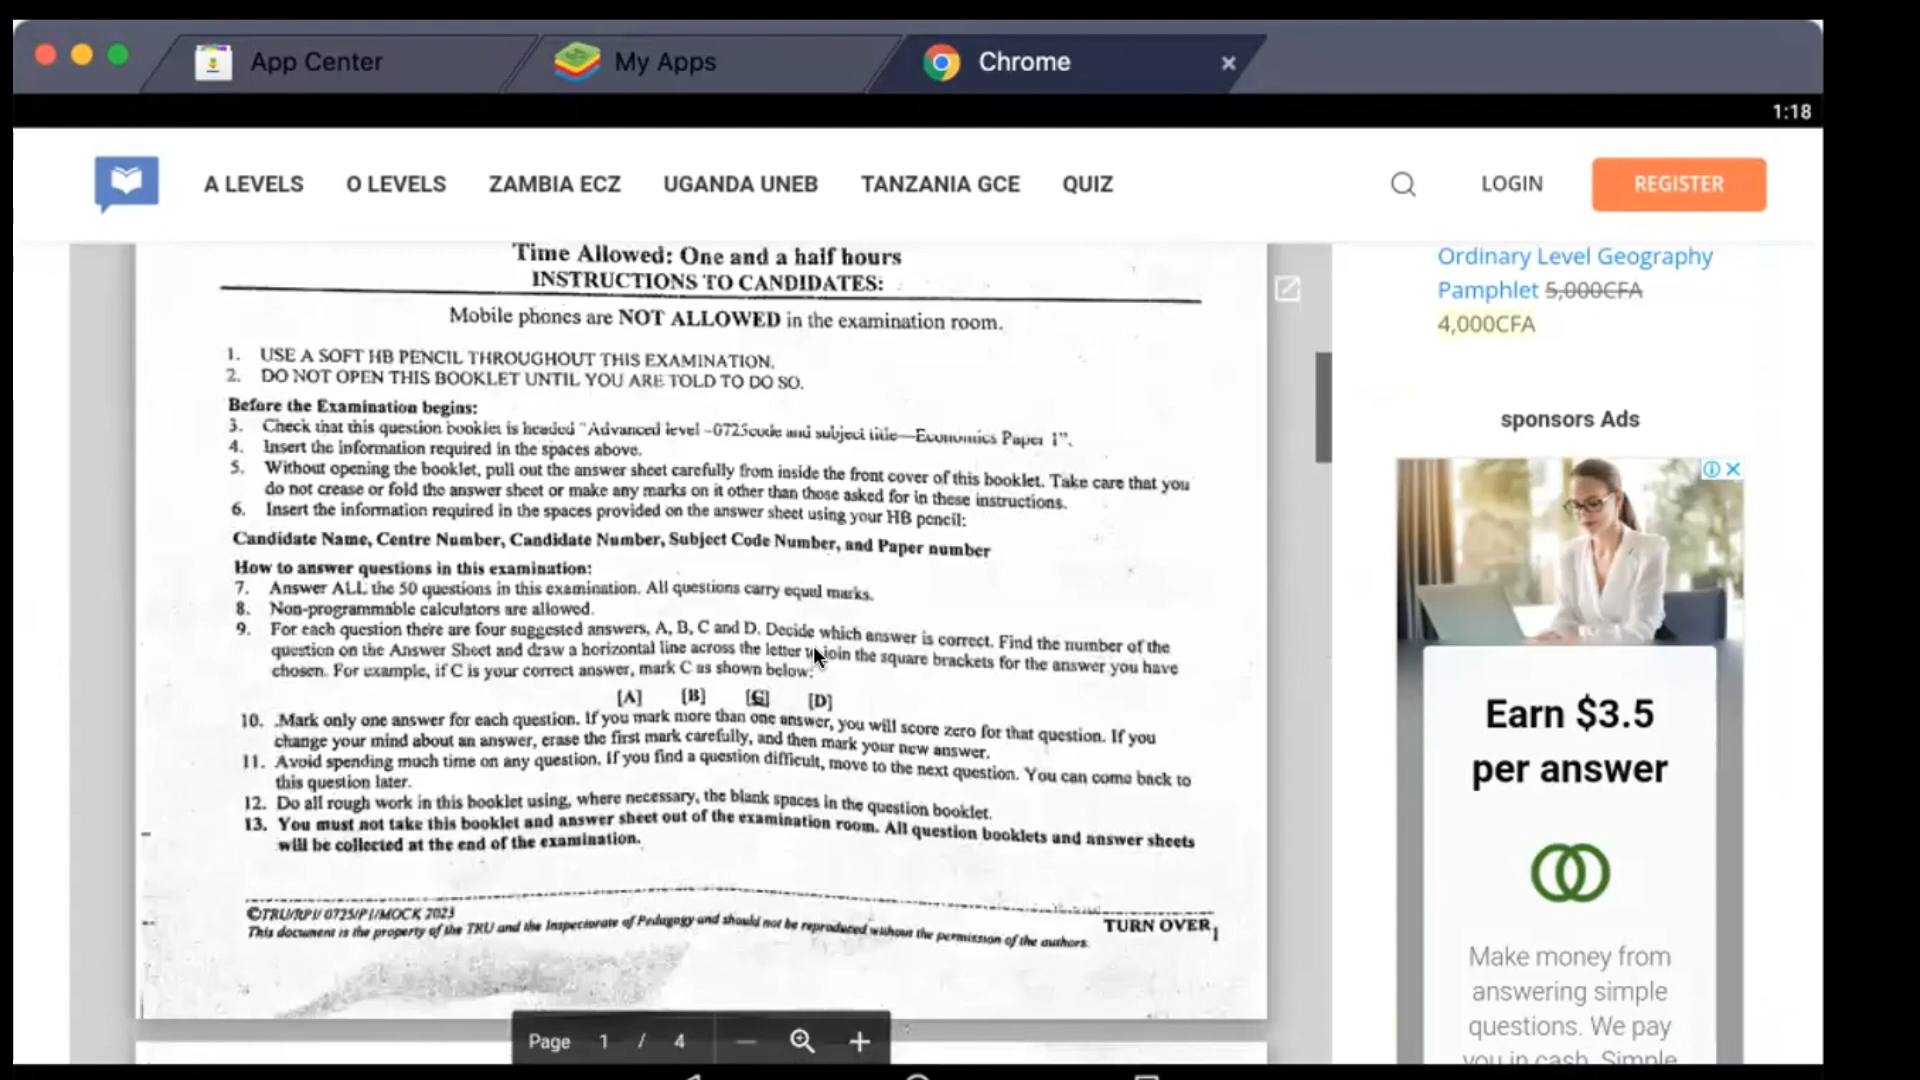 App Center
My Apps
Chrome
1:18
A LEVELS
O LEVELS
ZAMBIA ECZ
UGANDA UNEB
TANZANIA GCE
QUIZ
LOGIN
REGISTER
Time Allowed: One and a half hours
INSTRUCTIONS TO CANDIDATES:
Mobile phones are NOT ALLOWED in the examination room.
1. USE A SOFT HB PENCIL THROUGHOUT THIS EXAMINATION.
2. DO NOT OPEN THIS BOOKLET UNTIL YOU ARE TOLD TO DO SO.
Before the Examination begins:
3. Check that this question booklet is headed "Advanced level –0725code and subject title—Economics Paper 1".
4. Insert the information required in the spaces above.
5. Without opening the booklet, pull out the answer sheet carefully from inside the front cover of this booklet. Take care that you
do not crease or fold the answer sheet or make any marks on it other than those asked for in these instructions.
6. Insert the information required in the spaces provided on the answer sheet using your HB pencil:
Candidate Name, Centre Number, Candidate Number, Subject Code Number, and Paper number
How to answer questions in this examination:
7. Answer ALL the 50 questions in this examination. All questions carry equal marks.
8. Non-programmable calculators are allowed.
9. For each question there are four suggested answers, A, B, C and D. Decide which answer is correct. Find the number of the
question on the Answer Sheet and draw a horizontal line across the letter join the square brackets for the answer you have
chosen. For example, if C is your correct answer, mark C as shown below:
[A] [B] [C] [D]
10. Mark only one answer for each question. If you mark more than one answer, you will score zero for that question. If you
change your mind about an answer, erase the first mark carefully, and then mark your new answer.
11. Avoid spending much time on any question. If you find a question difficult, move to the next question. You can come back to
this question later.
12. Do all rough work in this booklet using, where necessary, the blank spaces in the question booklet.
13. You must not take this booklet and answer sheet out of the examination room. All question booklets and answer sheets
will be collected at the end of the examination.
©TRU/RPI/ 0725/P1/MOCK 2023
This document is the property of the TRU and the Inspectorate of Pedagogy and should not be reproduced without the permission of the authors.
TURN OVER
1
Page 1 / 4
Ordinary Level Geography
Pamphlet 5,000CFA
4,000CFA
sponsors Ads
Earn $3.5
per answer
Make money from
answering simple
questions. We pay
you in cash. Simple